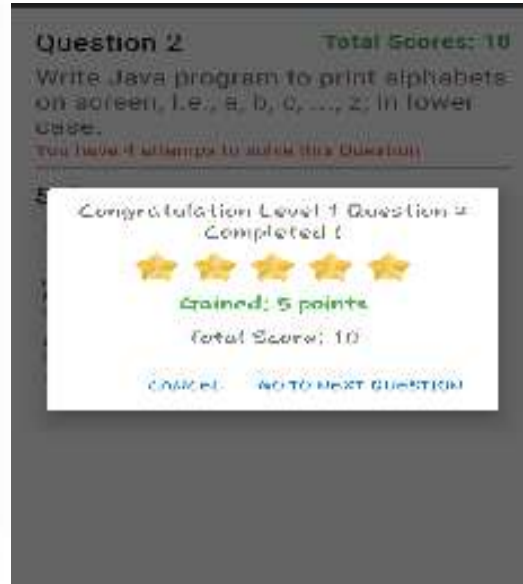 Question 2
Total Scores: 10
Write Java program to print alphabets
on screen, i.e., a, b, c, ..., z; in lower
case.
You have 4 attemps to solve this Question
Congratulation Level 1 Question 2
Completed !
Gained: 5 points
Total Score: 10
CANCEL
GO TO NEXT QUESTION